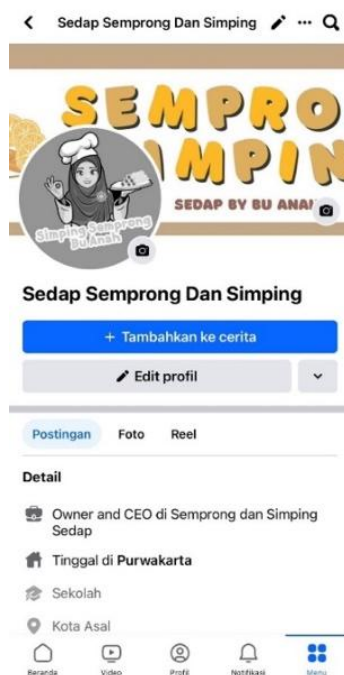 Sedap Semprong Dan Simping
SEMPRO
IMPIN
SEDAP BY BU ANAH
Simping Semprong
Bu Anah
Sedap Semprong Dan Simping
+ Tambahkan ke cerita
Edit profil
Postingan Foto Reel
Detail
Owner and CEO di Semprong dan Simping
Sedap
Tinggal di Purwakarta
Sekolah
Kota Asal
Beranda Video Profil Notifikasi Menu